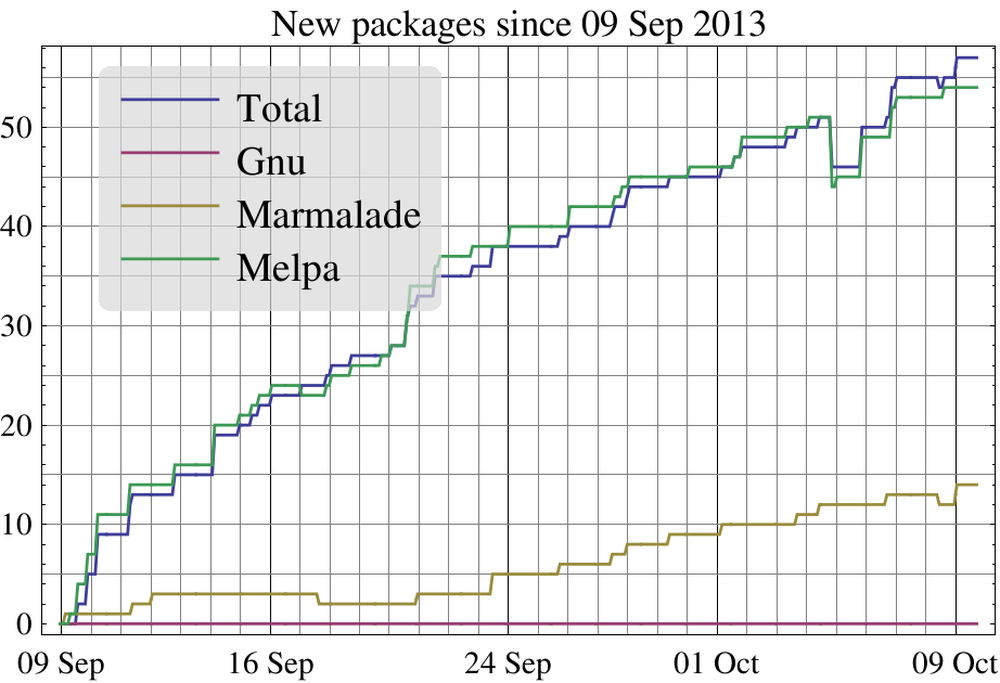 New packages since 09 Sep 2013
Total
Gnu
Marmalade
Melpa
50
40
30
20
10
0
09 Sep 16 Sep 24 Sep 01 Oct 09 Oct